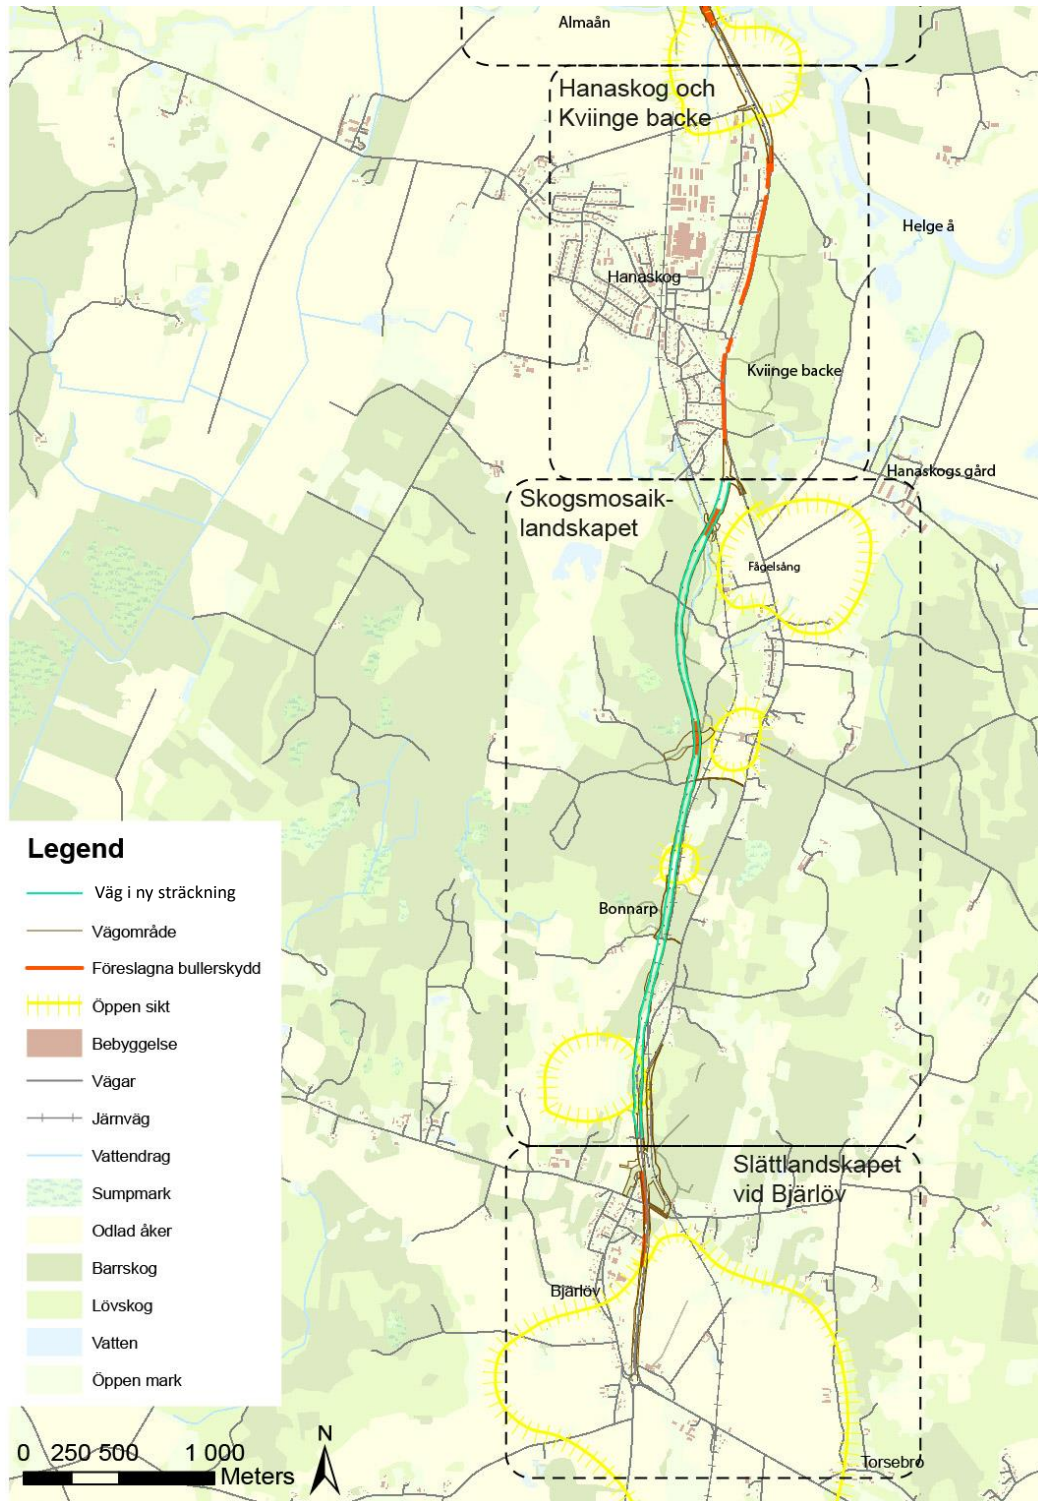 Almaån
Hanaskog och
Kviinge backe
Helge å
Hanaskog
Kviinge backe
Hanaskogs gård
Skogsmosaik-
landskapet
Fågelsång
Bonnarp
Slättlandskapet
vid Bjärlöv
Bjärlöv
Torsebro
Legend
Väg i ny sträckning
Vägområde
Föreslagna bullerskydd
Öppen sikt
Bebyggelse
Vägar
Järnväg
Vattendrag
Sumpmark
Odlad åker
Barrskog
Lövskog
Vatten
Öppen mark
0 250 500 1 000
Meters
N